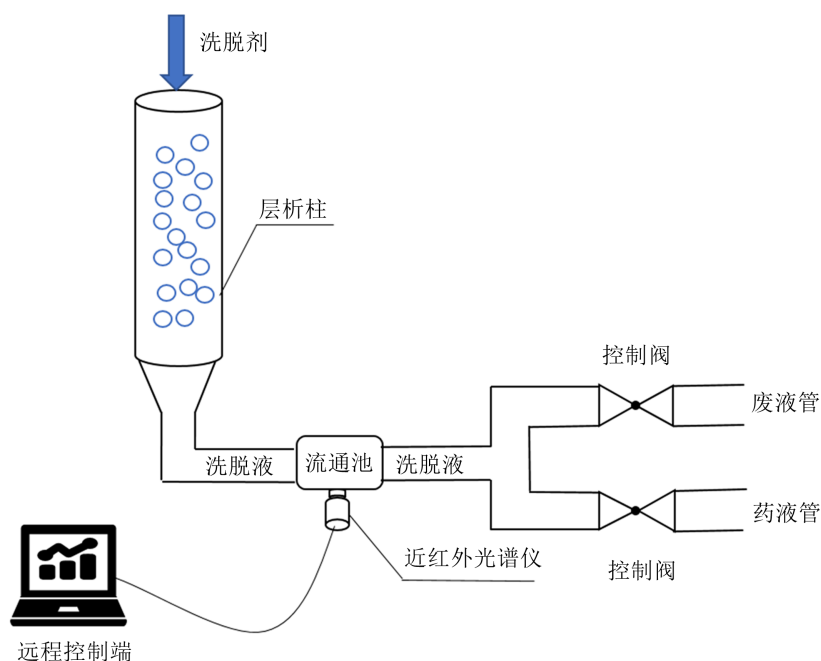 洗脱剂
层析柱
控制阀
废液管
洗脱液
流通池
洗脱液
药液管
近红外光谱仪
控制阀
远程控制端